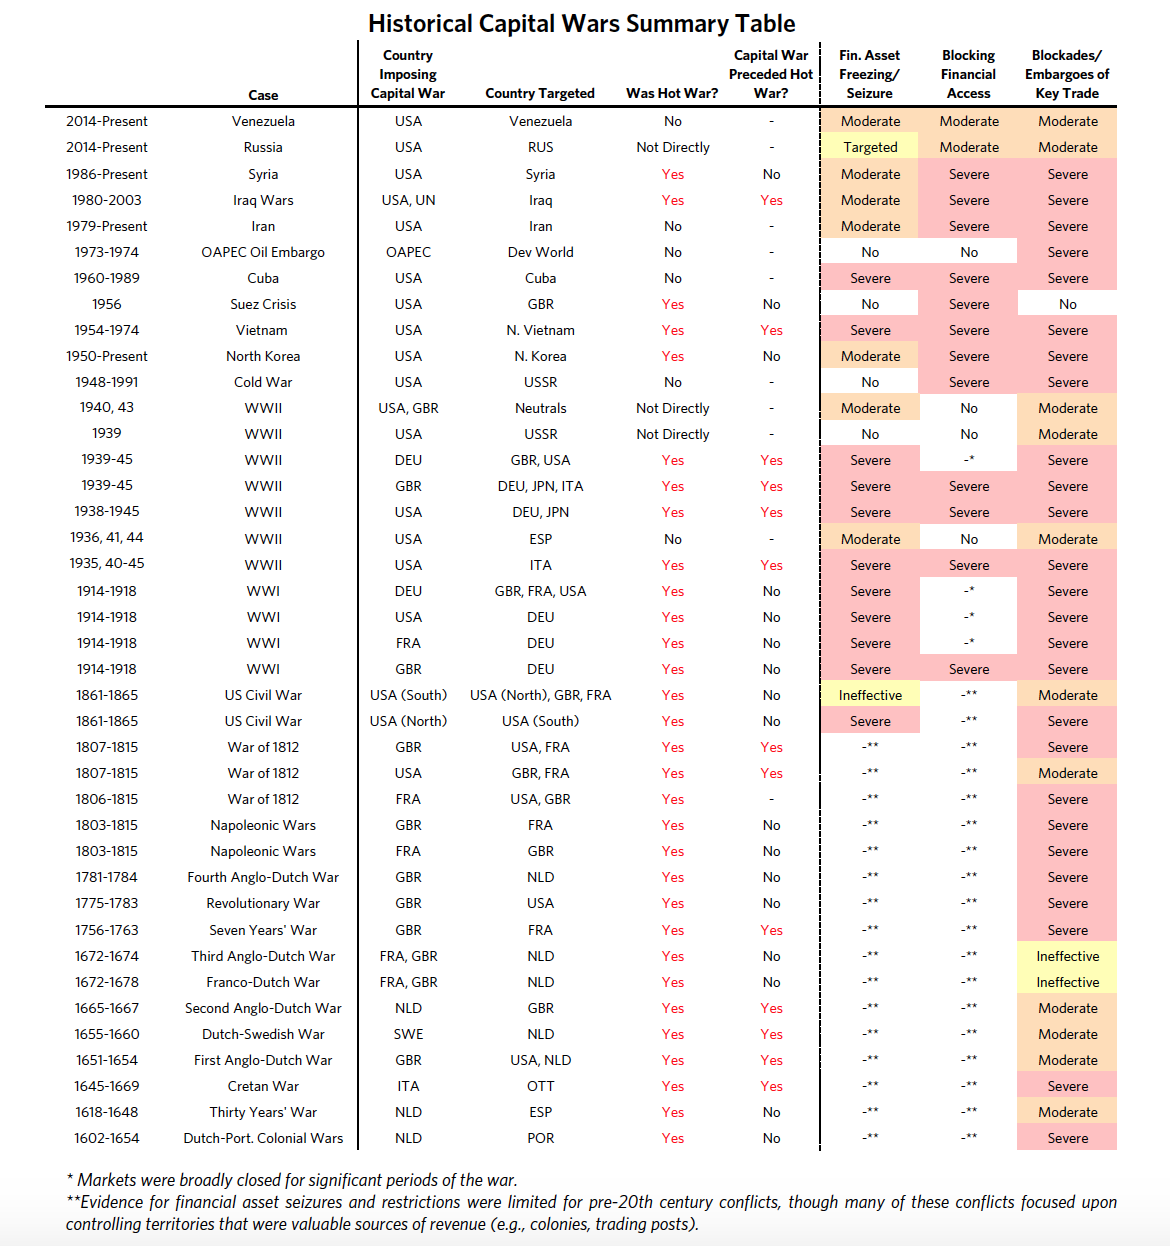 Historical Capital Wars Summary Table
Country Capital War Fin. Asset Blocking Blockades/
Imposing Preceded Hot Freezing/ Financial Embargoes of
Case Capital War Country Targeted Was Hot War? War? Seizure Access Key Trade
2014-Present Venezuela USA Venezuela No - Moderate Moderate Moderate
2014-Present Russia USA RUS Not Directly - Targeted Moderate Moderate
1986-Present Syria USA Syria Yes No Moderate Severe Severe
1980-2003 Iraq Wars USA, UN Iraq Yes Yes Moderate Severe Severe
1979-Present Iran USA Iran No - Moderate Severe Severe
1973-1974 OAPEC Oil Embargo OAPEC Dev World No - No No Severe
1960-1989 Cuba USA Cuba No - Severe Severe Severe
1956 Suez Crisis USA GBR Yes No No Severe No
1954-1974 Vietnam USA N. Vietnam Yes Yes Severe Severe Severe
1950-Present North Korea USA N. Korea Yes No Moderate Severe Severe
1948-1991 Cold War USA USSR No - No Severe Severe
1940, 43 WWII USA, GBR Neutrals Not Directly - Moderate No Moderate
1939 WWII USA USSR Not Directly - No No Moderate
1939-45 WWII DEU GBR, USA Yes Yes Severe -* Severe
1939-45 WWII GBR DEU, JPN, ITA Yes Yes Severe Severe Severe
1938-1945 WWII USA DEU, JPN Yes Yes Severe Severe Severe
1936, 41, 44 WWII USA ESP No - Moderate No Moderate
1935, 40-45 WWII USA ITA Yes Yes Severe Severe Severe
1914-1918 WWI DEU GBR, FRA, USA Yes No Severe -* Severe
1914-1918 WWI USA DEU Yes No Severe -* Severe
1914-1918 WWI FRA DEU Yes No Severe -* Severe
1914-1918 WWI GBR DEU Yes No Severe Severe Severe
1861-1865 US Civil War USA (South) USA (North), GBR, FRA Yes No Ineffective -** Moderate
1861-1865 US Civil War USA (North) USA (South) Yes No Severe -** Severe
1807-1815 War of 1812 GBR USA, FRA Yes Yes -** -** Severe
1807-1815 War of 1812 USA GBR, FRA Yes Yes -** -** Moderate
1806-1815 War of 1812 FRA USA, GBR Yes - -** -** Severe
1803-1815 Napoleonic Wars GBR FRA Yes No -** -** Severe
1803-1815 Napoleonic Wars FRA GBR Yes No -** -** Severe
1781-1784 Fourth Anglo-Dutch War GBR NLD Yes No -** -** Severe
1775-1783 Revolutionary War GBR USA Yes No -** -** Severe
1756-1763 Seven Years' War GBR FRA Yes Yes -** -** Severe
1672-1674 Third Anglo-Dutch War FRA, GBR NLD Yes No -** -** Ineffective
1672-1678 Franco-Dutch War FRA, GBR NLD Yes No -** -** Ineffective
1665-1667 Second Anglo-Dutch War NLD GBR Yes Yes -** -** Moderate
1655-1660 Dutch-Swedish War SWE NLD Yes Yes -** -** Moderate
1651-1654 First Anglo-Dutch War GBR USA, NLD Yes Yes -** -** Moderate
1645-1669 Cretan War ITA OTT Yes Yes -** -** Severe
1618-1648 Thirty Years' War NLD ESP Yes No -** -** Moderate
1602-1654 Dutch-Port. Colonial Wars NLD POR Yes No -** -** Severe
* Markets were broadly closed for significant periods of the war.
**Evidence for financial asset seizures and restrictions were limited for pre-20th century conflicts, though many of these conflicts focused upon
controlling territories that were valuable sources of revenue (e.g., colonies, trading posts).